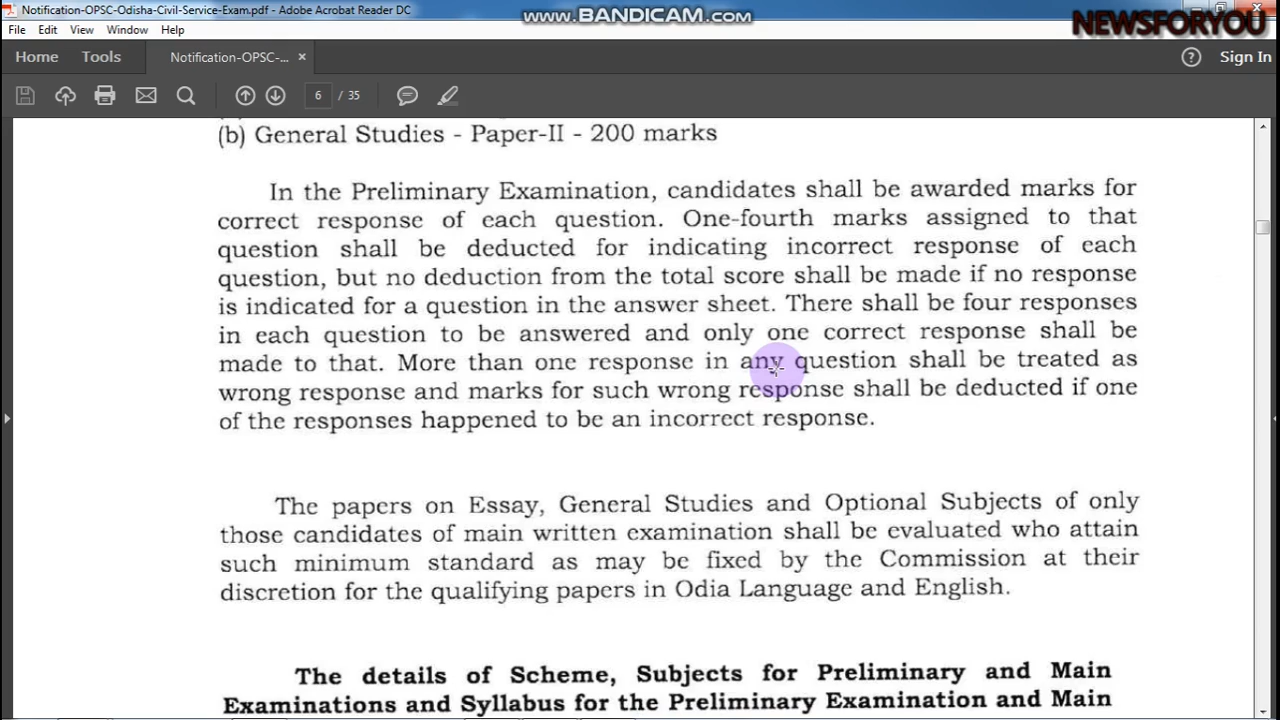 Notification-OPSC-Odisha-Civil-Service-Exam.pdf - Adobe Acrobat Reader DC
www.BANDICAM.com
NEWSFORYOU
File Edit View Window Help
Home Tools Notification-OPSC-... × ? Sign In
6 / 35
(b) General Studies - Paper-II - 200 marks
In the Preliminary Examination, candidates shall be awarded marks for
correct response of each question. One-fourth marks assigned to that
question shall be deducted for indicating incorrect response of each
question, but no deduction from the total score shall be made if no response
is indicated for a question in the answer sheet. There shall be four responses
in each question to be answered and only one correct response shall be
made to that. More than one response in any question shall be treated as
wrong response and marks for such wrong response shall be deducted if one
of the responses happened to be an incorrect response.
The papers on Essay, General Studies and Optional Subjects of only
those candidates of main written examination shall be evaluated who attain
such minimum standard as may be fixed by the Commission at their
discretion for the qualifying papers in Odia Language and English.
The details of Scheme, Subjects for Preliminary and Main
Examinations and Syllabus for the Preliminary Examination and Main